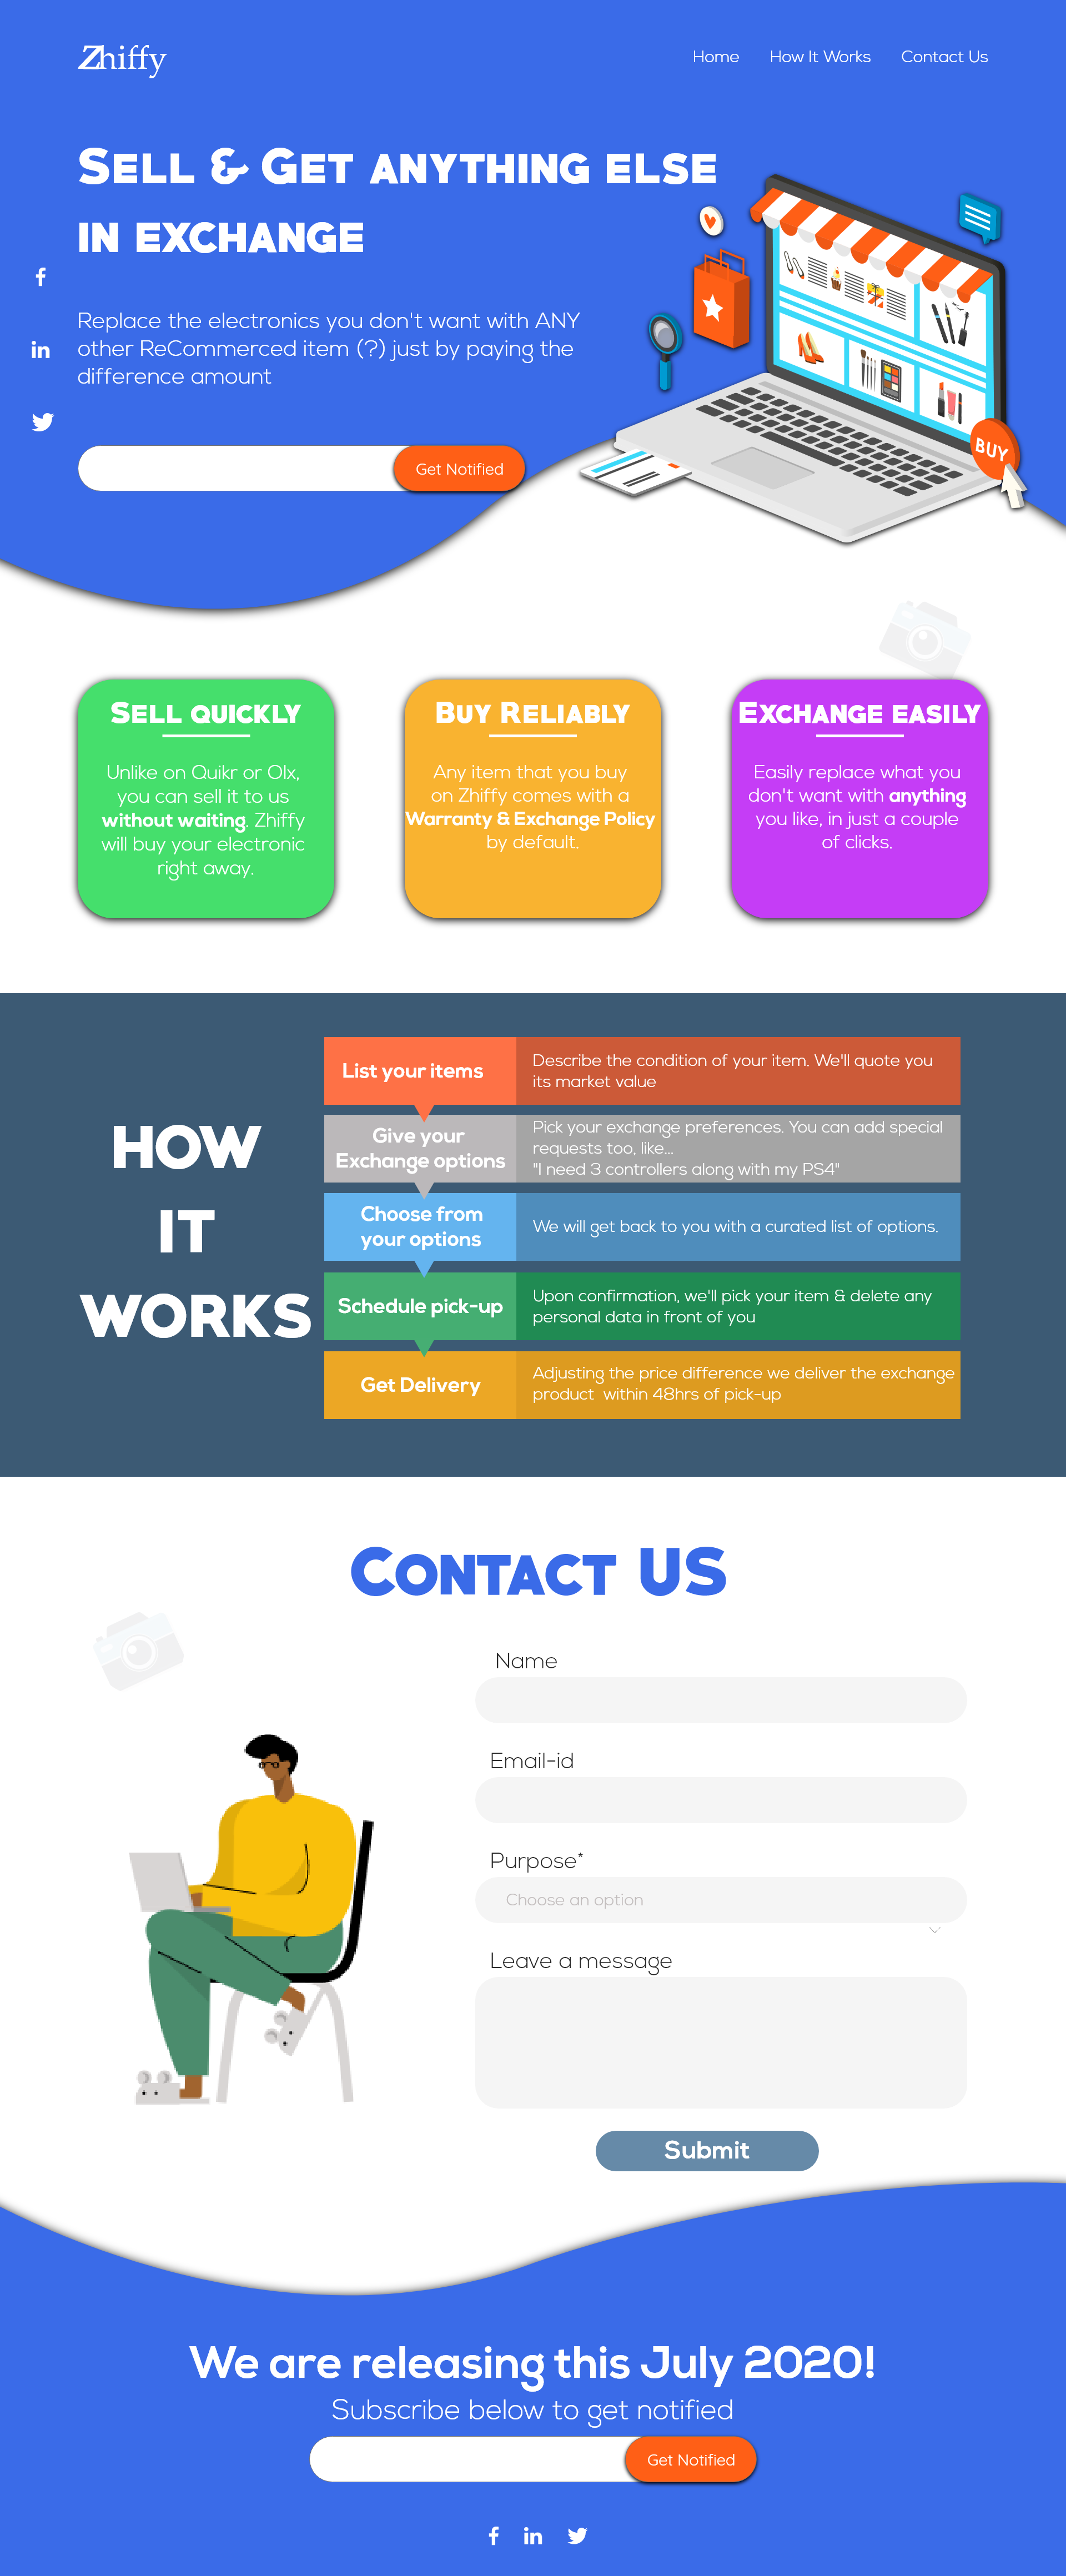 Zhiffy
Home How It Works Contact Us
SELL & GET ANYTHING ELSE
IN EXCHANGE
Replace the electronics you don't want with ANY
other ReCommerced item (?) just by paying the
difference amount
Get Notified
BUY
SELL QUICKLY
Unlike on Quikr or Olx,
you can sell it to us
without waiting. Zhiffy
will buy your electronic
right away.
BUY RELIABLY
Any item that you buy
on Zhiffy comes with a
Warranty & Exchange Policy
by default.
EXCHANGE EASILY
Easily replace what you
don't want with anything
you like, in just a couple
of clicks.
HOW
IT
WORKS
List your items
Describe the condition of your item. We'll quote you
its market value
Give your
Exchange options
Pick your exchange preferences. You can add special
requests too, like...
"I need 3 controllers along with my PS4"
Choose from
your options
We will get back to you with a curated list of options.
Schedule pick-up
Upon confirmation, we'll pick your item & delete any
personal data in front of you
Get Delivery
Adjusting the price difference we deliver the exchange
product within 48hrs of pick-up
CONTACT US
Name
Email-id
Purpose*
Choose an option
Leave a message
Submit
We are releasing this July 2020!
Subscribe below to get notified
Get Notified